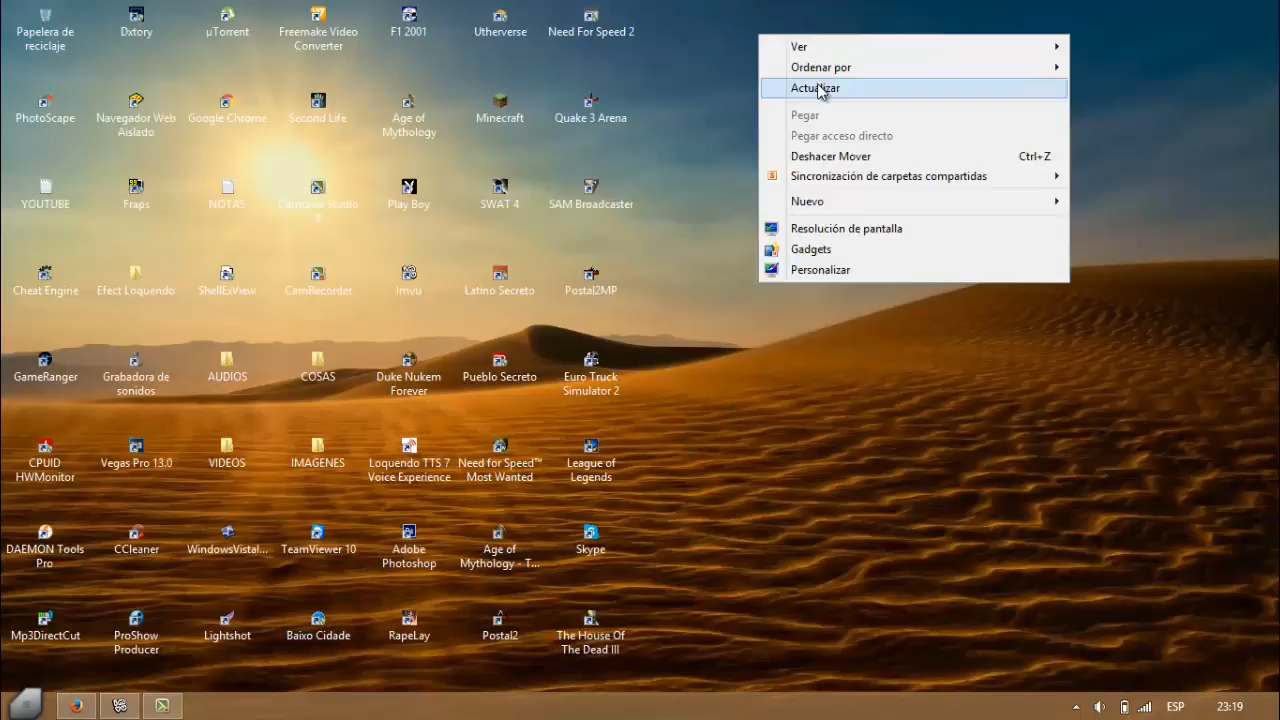 Papelera de
reciclaje
Dxtory
µTorrent
Freemake Video
Converter
F1 2001
Utherverse
Need For Speed 2
PhotoScape
Navegador Web
Aislado
Google Chrome
Second Life
Age of
Mythology
Minecraft
Quake 3 Arena
YOUTUBE
Fraps
NOTAS
Camtasia Studio
8
Play Boy
SWAT 4
SAM Broadcaster
Cheat Engine
Efect Loquendo
ShellExView
CamRecorder
Imvu
Latino Secreto
Postal2MP
GameRanger
Grabadora de
sonidos
AUDIOS
COSAS
Duke Nukem
Forever
Pueblo Secreto
Euro Truck
Simulator 2
CPUID
HWMonitor
Vegas Pro 13.0
VIDEOS
IMAGENES
Loquendo TTS 7
Voice Experience
Need for Speed™
Most Wanted
League of
Legends
DAEMON Tools
Pro
CCleaner
WindowsVistal...
TeamViewer 10
Adobe
Photoshop
Age of
Mythology - T...
Skype
Mp3DirectCut
ProShow
Producer
Lightshot
Baixo Cidade
RapeLay
Postal2
The House Of
The Dead III
Ver
Ordenar por
Actualizar
Pegar
Pegar acceso directo
Deshacer Mover Ctrl+Z
Sincronización de carpetas compartidas
Nuevo
Resolución de pantalla
Gadgets
Personalizar
ESP
23:19